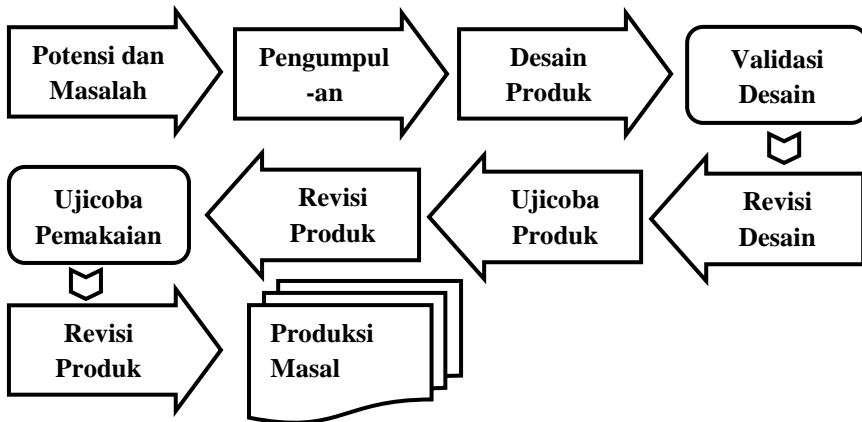 Potensi dan
Masalah
Pengumpul
-an
Desain
Produk
Validasi
Desain
Revisi
Desain
Ujicoba
Produk
Revisi
Produk
Ujicoba
Pemakaian
Revisi
Produk
Produksi
Masal